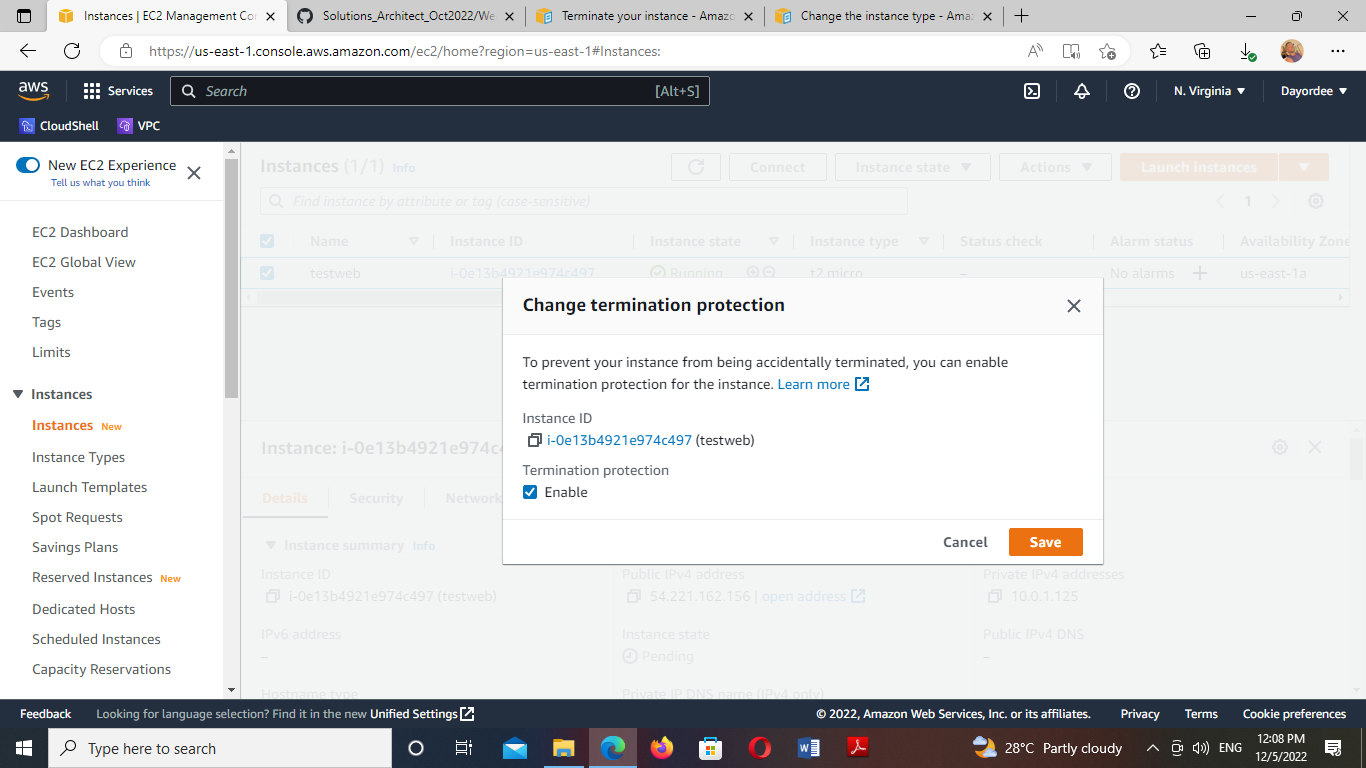 Instances | EC2 Management Con
Solutions_Architect_Oct2022/We
Terminate your instance - Amazo
Change the instance type - Amaz
https://us-east-1.console.aws.amazon.com/ec2/home?region=us-east-1#Instances:
aws
Services
Search
[Alt+S]
N. Virginia
Dayordee
CloudShell
VPC
New EC2 Experience
Tell us what you think
EC2 Dashboard
EC2 Global View
Events
Tags
Limits
Instances
Instances New
Instance Types
Launch Templates
Spot Requests
Savings Plans
Reserved Instances New
Dedicated Hosts
Scheduled Instances
Capacity Reservations
Instances (1/1) Info
Connect
Instance state
Actions
Launch instances
Find instance by attribute or tag (case-sensitive)
1
Name
Instance ID
Instance state
Instance type
Status check
Alarm status
Availability Zone
testweb
i-0e13b4921e974c497
Running
t2.micro
–
No alarms
us-east-1a
Change termination protection
To prevent your instance from being accidentally terminated, you can enable
termination protection for the instance. Learn more
Instance ID
i-0e13b4921e974c497 (testweb)
Termination protection
Enable
Cancel
Save
Instance: i-0e13b4921e974c4
Details
Security
Network
Instance summary Info
Instance ID
i-0e13b4921e974c497 (testweb)
Public IPv4 address
54.221.162.156 | open address
Private IPv4 addresses
10.0.1.125
IPv6 address
–
Instance state
Pending
Public IPv4 DNS
–
Hostname type
Private IP DNS name (IPv4 only)
Feedback
Looking for language selection? Find it in the new Unified Settings
© 2022, Amazon Web Services, Inc. or its affiliates.
Privacy
Terms
Cookie preferences
Type here to search
28°C Partly cloudy
ENG
12:08 PM
12/5/2022